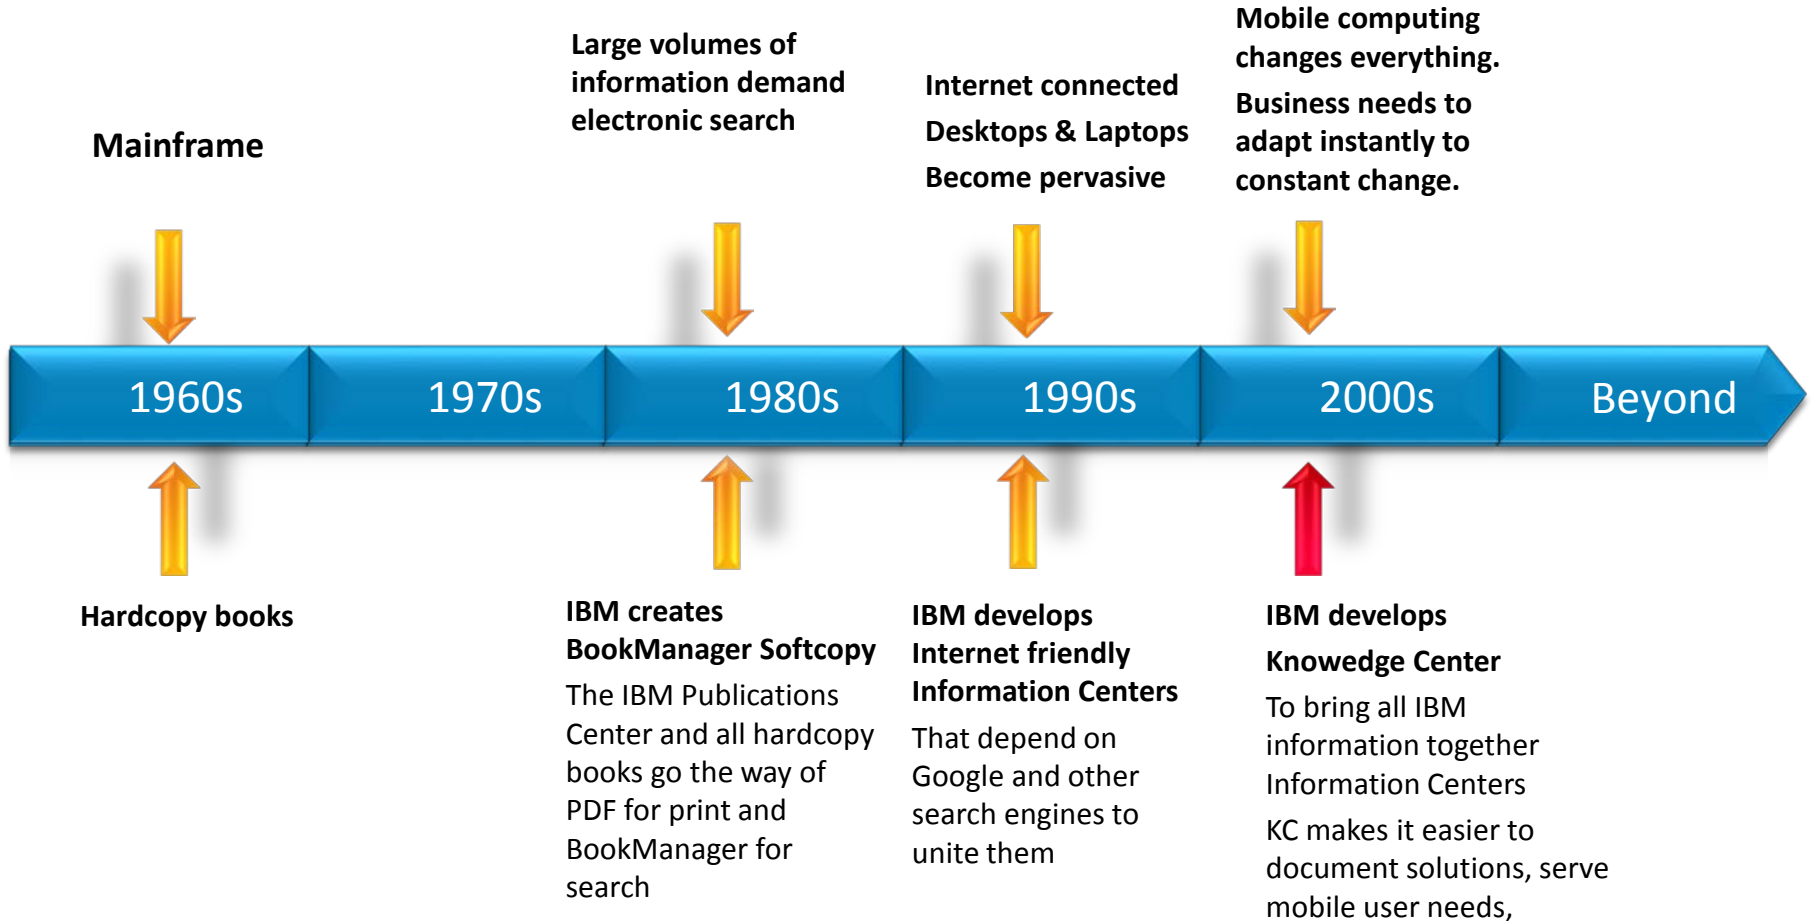 Mainframe
Large volumes of
information demand
electronic search
Internet connected
Desktops & Laptops
Become pervasive
Mobile computing
changes everything.
Business needs to
adapt instantly to
constant change.
1960s
1970s
1980s
1990s
2000s
Beyond
Hardcopy books
IBM creates
BookManager Softcopy
The IBM Publications
Center and all hardcopy
books go the way of
PDF for print and
BookManager for
search
IBM develops
Internet friendly
Information Centers
That depend on
Google and other
search engines to
unite them
IBM develops
Knowedge Center
To bring all IBM
information together
Information Centers
KC makes it easier to
document solutions, serve
mobile user needs,